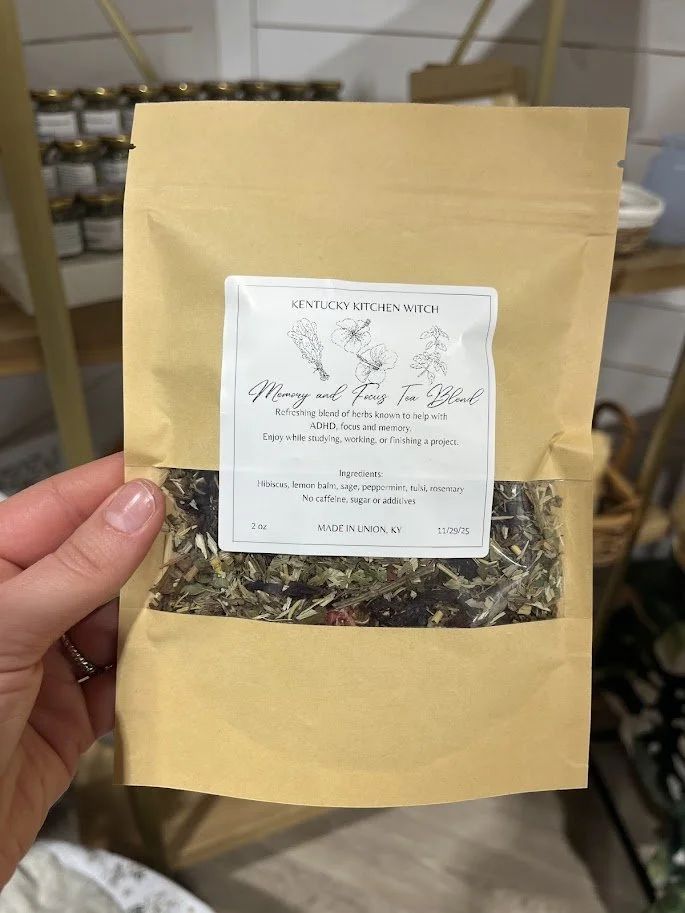 KENTUCKY KITCHEN WITCH
Memory and Focus Tea Blend
Refreshing blend of herbs known to help with
ADHD, focus and memory.
Enjoy while studying, working, or finishing a project.
Ingredients:
Hibiscus, lemon balm, sage, peppermint, tulsi, rosemary
No caffeine, sugar or additives
2 oz MADE IN UNION, KY 11/29/25